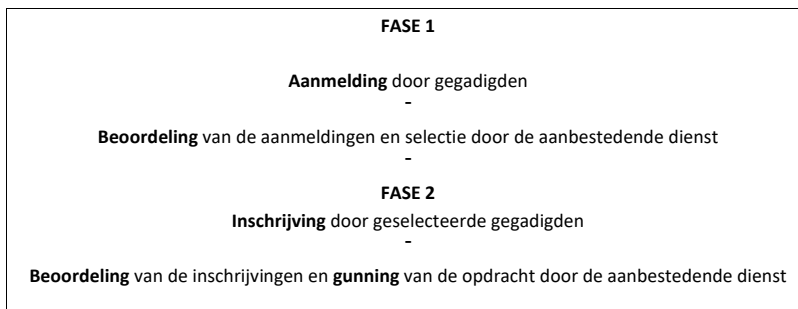 FASE 1
Aanmelding door gegadigden
-
Beoordeling van de aanmeldingen en selectie door de aanbestedende dienst
-
FASE 2
Inschrijving door geselecteerde gegadigden
-
Beoordeling van de inschrijvingen en gunning van de opdracht door de aanbestedende dienst